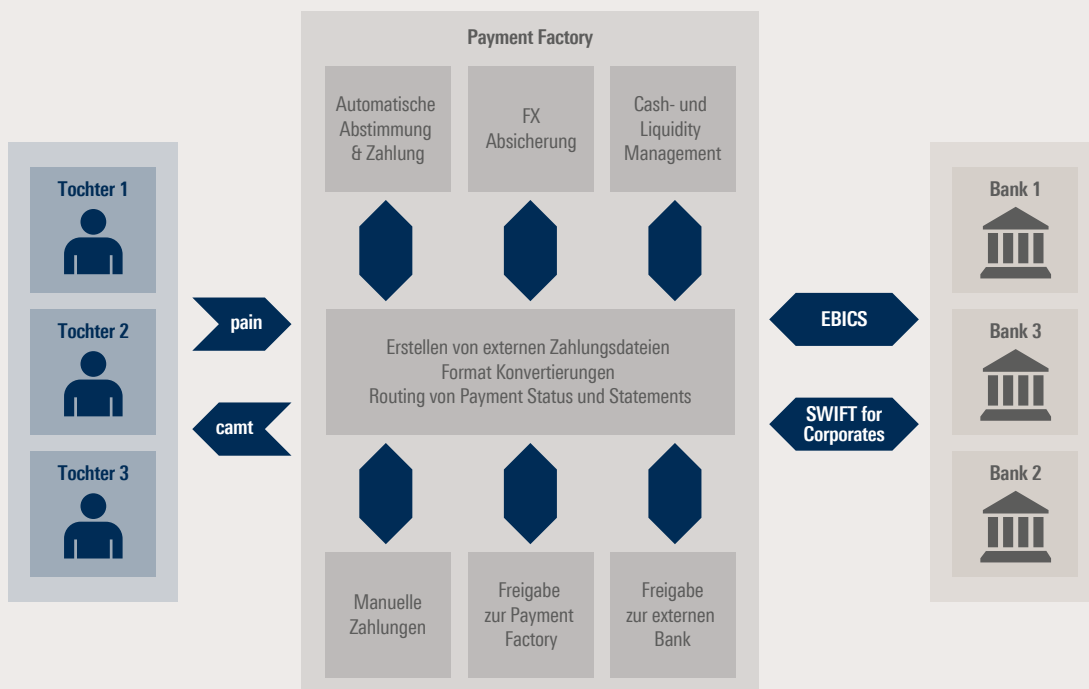 Payment Factory
Automatische
Abstimmung
& Zahlung
FX
Absicherung
Cash- und
Liquidity
Management
Tochter 1
Tochter 2
Tochter 3
pain
camt
Erstellen von externen Zahlungsdateien
Format Konvertierungen
Routing von Payment Status und Statements
EBICS
SWIFT for
Corporates
Bank 1
Bank 3
Bank 2
Manuelle
Zahlungen
Freigabe
zur Payment
Factory
Freigabe
zur externen
Bank